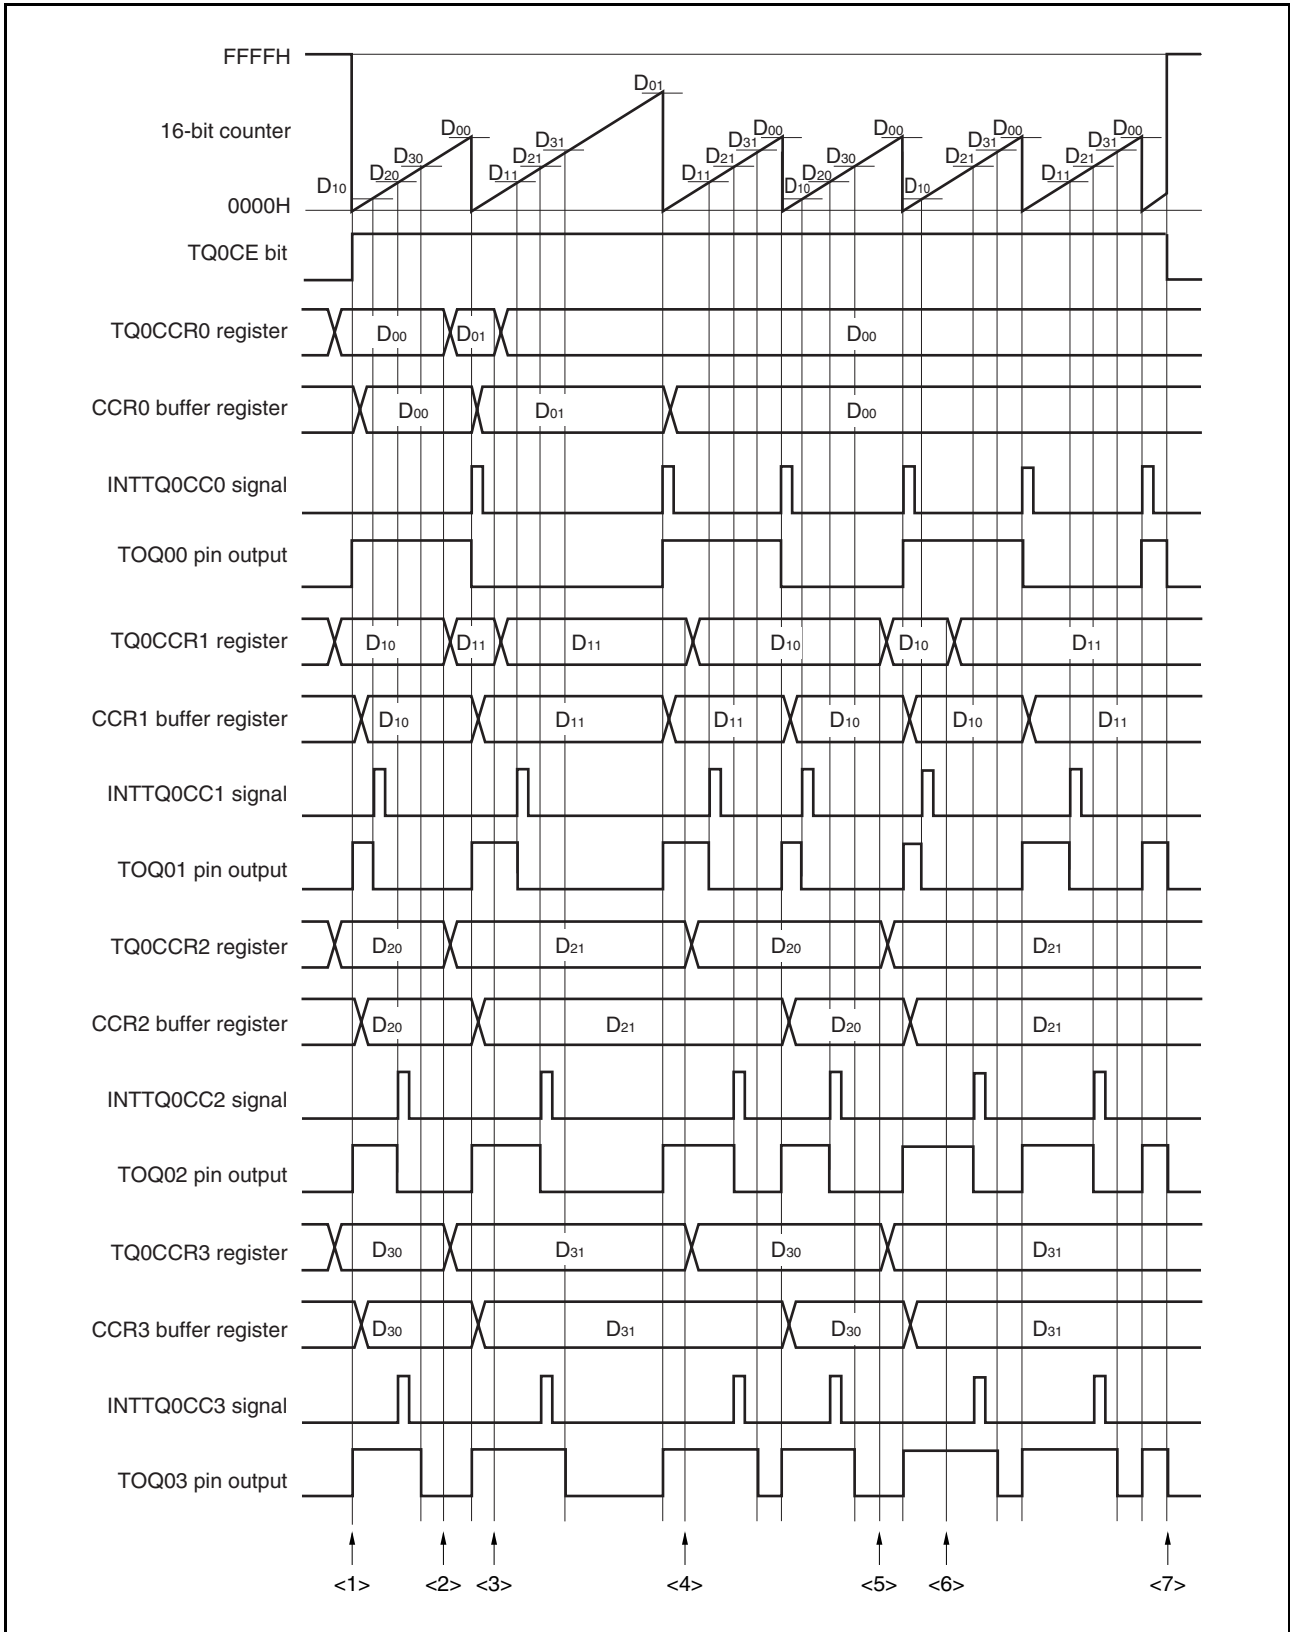 FFFFH
D01
16-bit counter
D00 D00 D00 D00 D00
D31 D31 D31 D31
D30 D30
D21 D21 D21 D21
D20 D20
D11 D11 D11
D10 D10 D10
0000H
TQ0CE bit
TQ0CCR0 register D00 D01 D00
CCR0 buffer register D00 D01 D00
INTTQ0CC0 signal
TOQ00 pin output
TQ0CCR1 register D10 D11 D11 D10 D10 D11
CCR1 buffer register D10 D11 D11 D10 D10 D11
INTTQ0CC1 signal
TOQ01 pin output
TQ0CCR2 register D20 D21 D20 D21
CCR2 buffer register D20 D21 D20 D21
INTTQ0CC2 signal
TOQ02 pin output
TQ0CCR3 register D30 D31 D30 D31
CCR3 buffer register D30 D31 D30 D31
INTTQ0CC3 signal
TOQ03 pin output
<1> <2> <3> <4> <5> <6> <7>